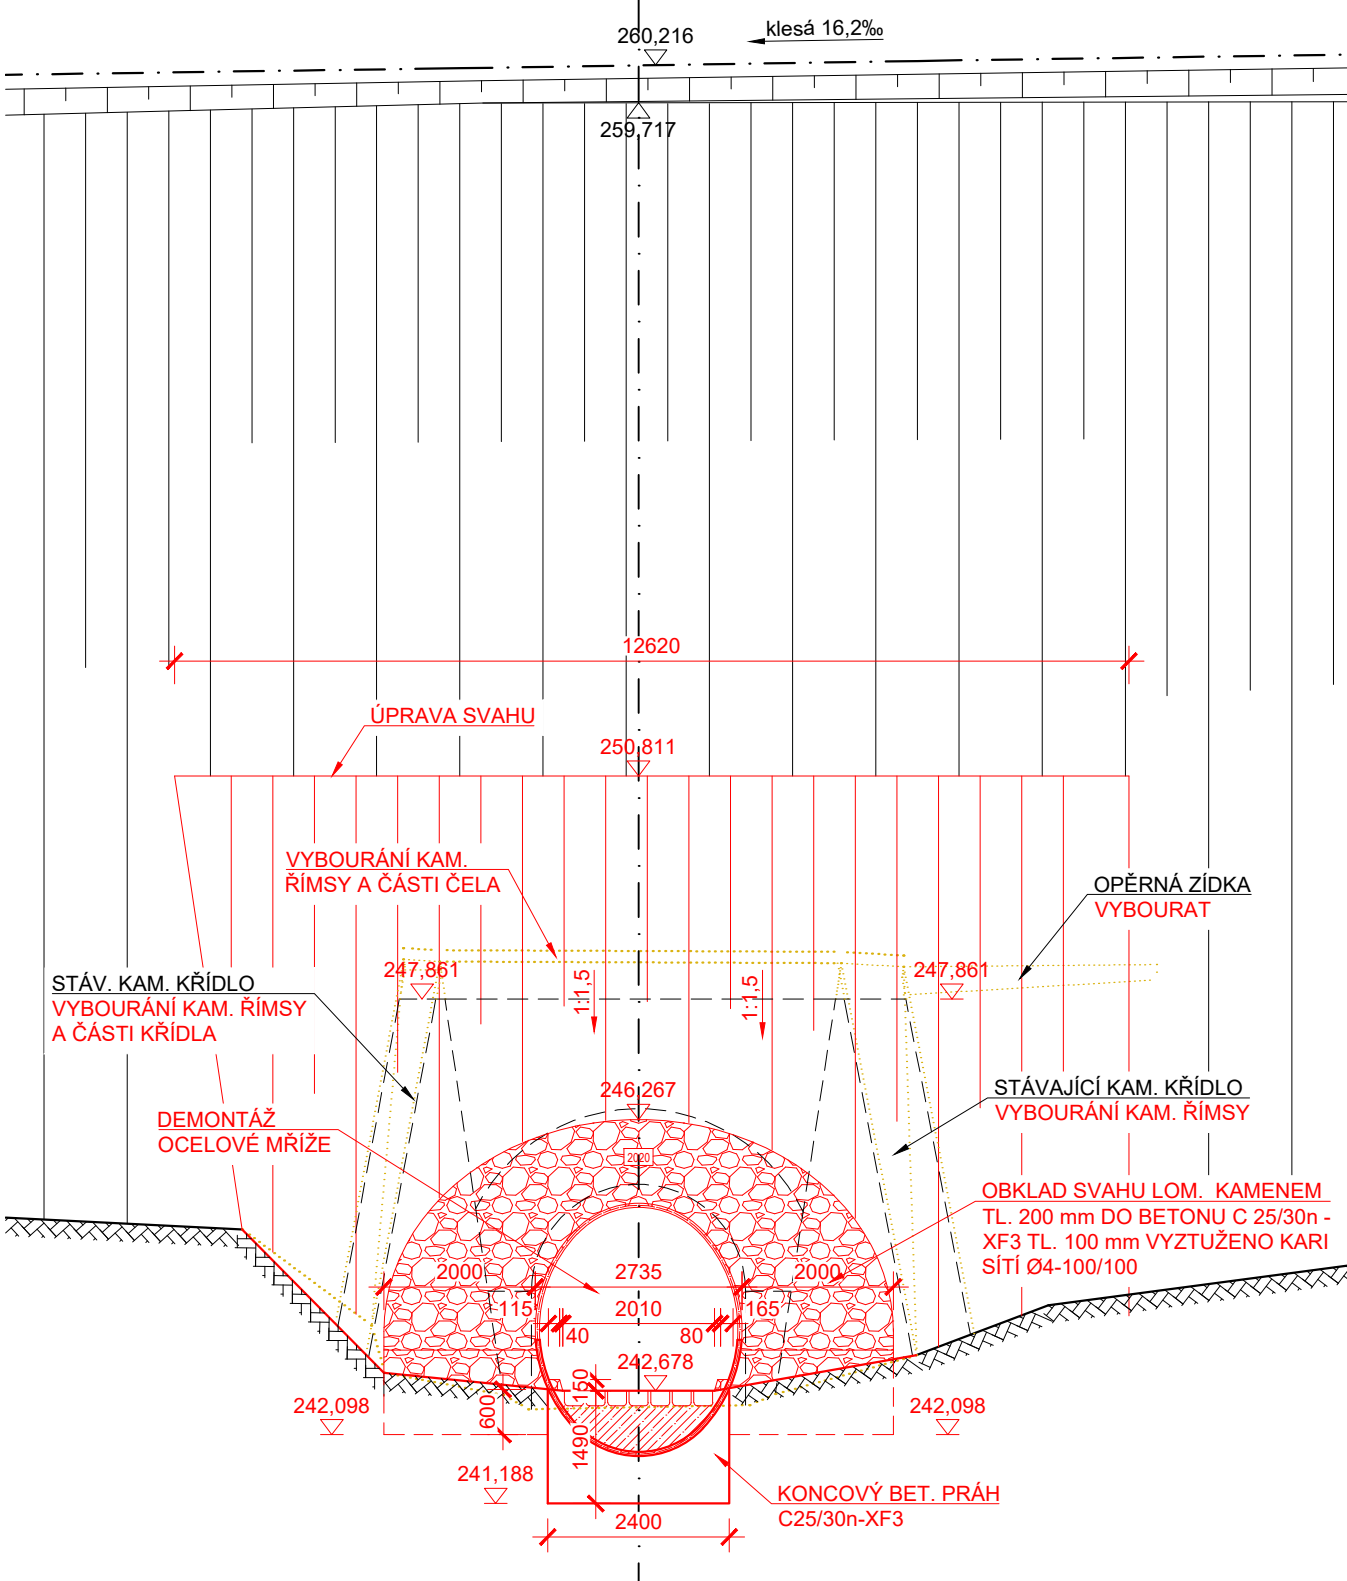 260,216
klesá 16,2‰
259,717
12620
ÚPRAVA SVAHU
250,811
VYBOURÁNÍ KAM.
ŘÍMSY A ČÁSTI ČELA
OPĚRNÁ ZÍDKA
VYBOURAT
247,861
247,861
STÁV. KAM. KŘÍDLO
VYBOURÁNÍ KAM. ŘÍMSY
A ČÁSTI KŘÍDLA
1:1,5
1:1,5
246,267
STÁVAJÍCÍ KAM. KŘÍDLO
VYBOURÁNÍ KAM. ŘÍMSY
DEMONTÁŽ
OCELOVÉ MŘÍŽE
2020
OBKLAD SVAHU LOM. KAMENEM
TL. 200 mm DO BETONU C 25/30n -
XF3 TL. 100 mm VYZTUŽENO KARI
SÍTÍ Ø4-100/100
2000
2735
2000
115
2010
165
40
80
242,678
150
600
1490
242,098
242,098
241,188
KONCOVÝ BET. PRÁH
C25/30n-XF3
2400